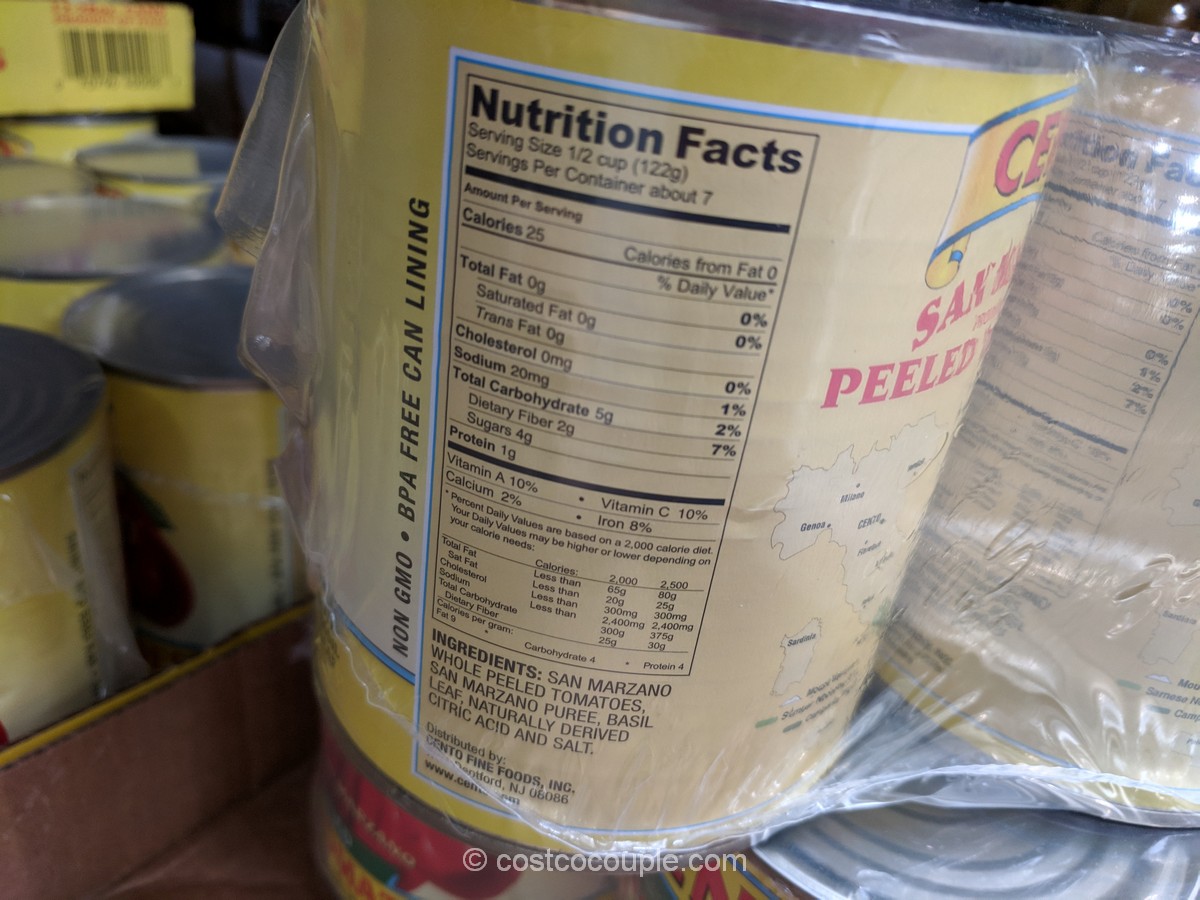 Nutrition Facts
Serving Size 1/2 cup (122g)
Servings Per Container about 7
Amount Per Serving
Calories 25 Calories from Fat 0
% Daily Value*
Total Fat 0g 0%
Saturated Fat 0g 0%
Trans Fat 0g
Cholesterol 0mg 0%
Sodium 20mg 1%
Total Carbohydrate 5g 2%
Dietary Fiber 2g 7%
Sugars 4g
Protein 1g
Vitamin A 10% • Vitamin C 10%
Calcium 2% • Iron 8%
* Percent Daily Values are based on a 2,000 calorie diet.
Your Daily Values may be higher or lower depending on
your calorie needs:
Calories: 2,000 2,500
Total Fat Less than 65g 80g
Sat Fat Less than 20g 25g
Cholesterol Less than 300mg 300mg
Sodium Less than 2,400mg 2,400mg
Total Carbohydrate 300g 375g
Dietary Fiber 25g 30g
Calories per gram:
Fat 9 • Carbohydrate 4 • Protein 4
INGREDIENTS: SAN MARZANO
WHOLE PEELED TOMATOES,
SAN MARZANO PUREE, BASIL
LEAF, NATURALLY DERIVED
CITRIC ACID AND SALT.
Distributed by:
CENTO FINE FOODS, INC.
NJ 08086
NON GMO • BPA FREE CAN LINING
CE
SAN
PEELED
Milano
Genoa
CENTO
Sardinia
© costcocouple.com